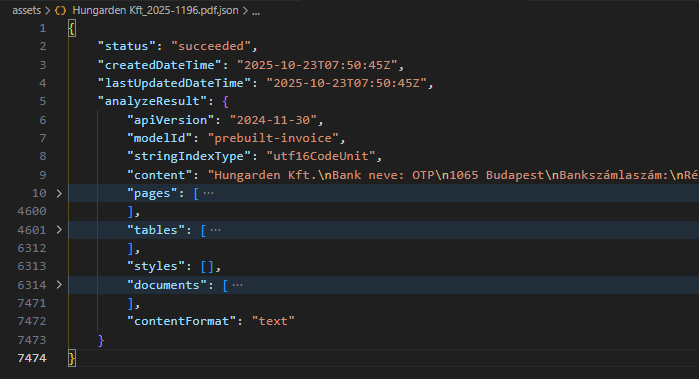 assets > {} Hungarden Kft_2025-1196.pdf.json > ...
1 {
2 "status": "succeeded",
3 "createdDateTime": "2025-10-23T07:50:45Z",
4 "lastUpdatedDateTime": "2025-10-23T07:50:45Z",
5 "analyzeResult": {
6 "apiVersion": "2024-11-30",
7 "modelId": "prebuilt-invoice",
8 "stringIndexType": "utf16CodeUnit",
9 "content": "Hungarden Kft.\nBank neve: OTP\n1065 Budapest\nBankszámlaszám:\nRé
10 > "pages": [ ...
4600 ],
4601 > "tables": [ ...
6312 ],
6313 "styles": [],
6314 > "documents": [ ...
7471 ],
7472 "contentFormat": "text"
7473 }
7474 }